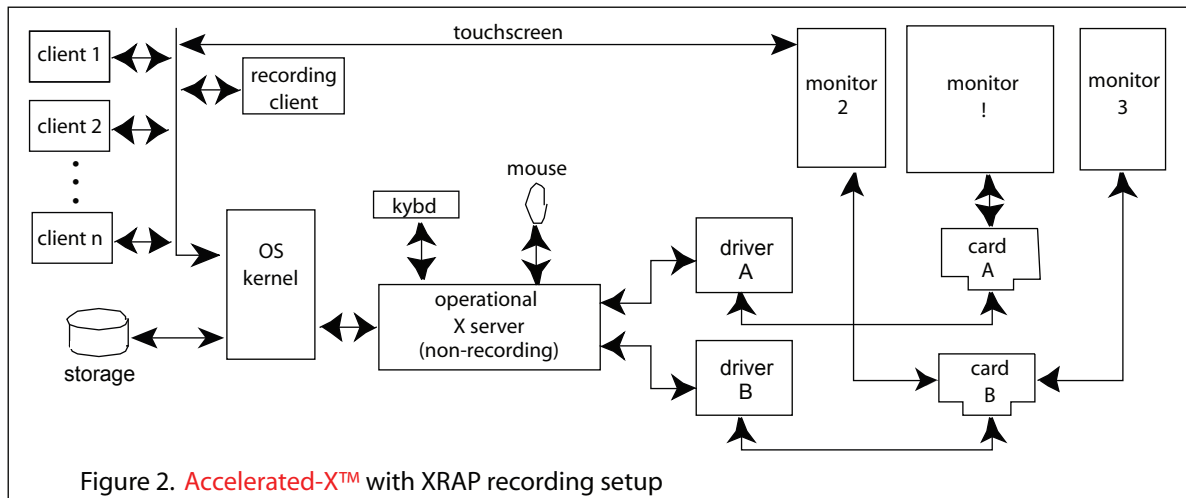 client 1
touchscreen
recording
client
client 2
client n
monitor
2
monitor
!
monitor
3
mouse
kybd
OS
kernel
operational
X server
(non-recording)
driver
A
card
A
driver
B
card
B
storage
Figure 2. Accelerated-X™ with XRAP recording setup